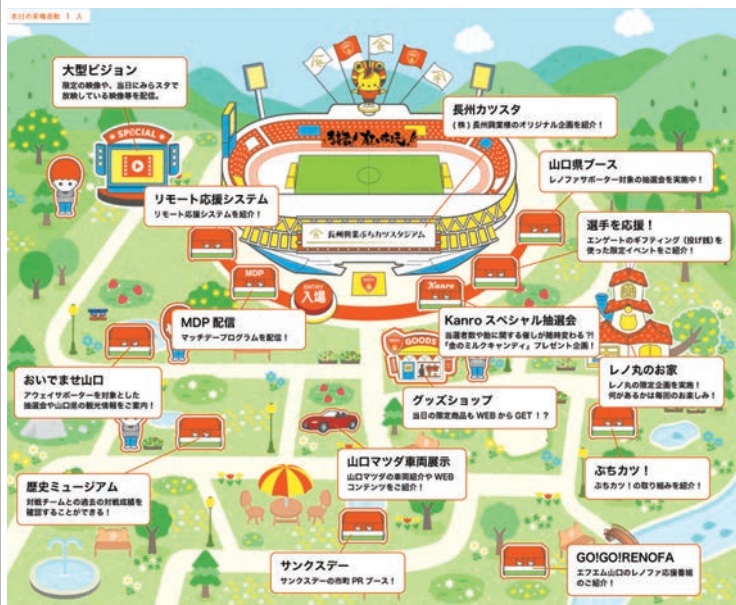 本日の来場者数 1 人
大型ビジョン
限定の映像や、当日にみらスタで
放映している映像等を配信。
長州カツスタ
(株)長州興業様のオリジナル企画を紹介!
SPECIAL
山口県ブース
レノファサポーター対象の抽選会を実施中!
リモート応援システム
リモート応援システムを紹介!
選手を応援!
エンゲートのギフティング(投げ銭)を
使った限定イベントをご紹介!
長州興業ぶちカツスタジアム
MDP
ENTRY
入場
Kanro
MDP 配信
マッチデープログラムを配信!
Kanro スペシャル抽選会
当選者数や飴に関する催しが随時変わる?!
「金のミルクキャンディ」プレゼント企画!
GOODS
おいでませ山口
アウェイサポーターを対象とした
抽選会や山口県の観光情報をご案内!
グッズショップ
当日の限定商品も WEB から GET!?
レノ丸のお家
レノ丸の限定企画を実施!
何があるかは毎回のお楽しみ!
歴史ミュージアム
対戦チームとの過去の対戦成績を
確認することができる!
山口マツダ車両展示
山口マツダの車両紹介や WEB
コンテンツをご紹介!
ぶちカツ!
ぶちカツ!の取り組みを紹介!
サンクスデー
サンクスデーの市町 PR ブース!
GO!GO!RENOFA
エフエム山口のレノファ応援番組
のご紹介!